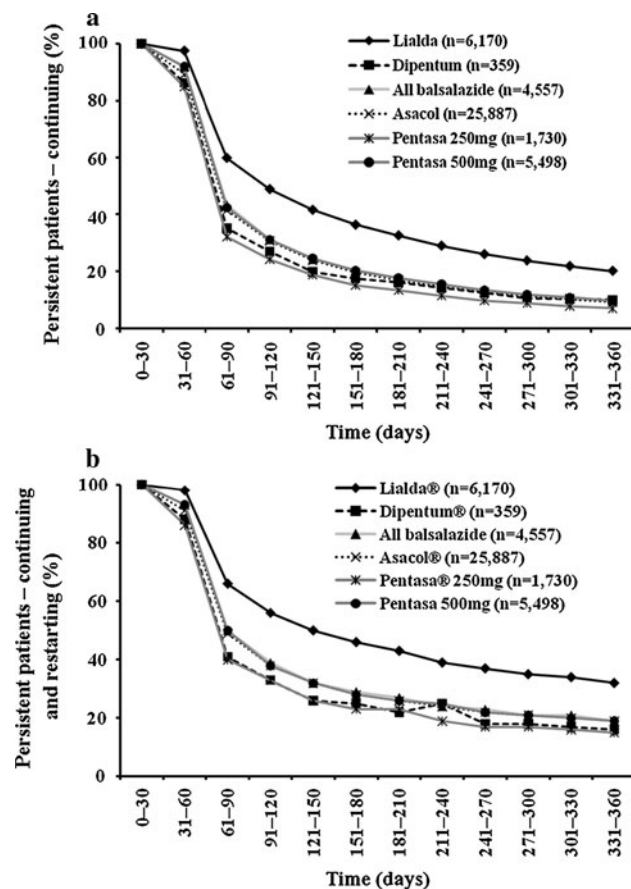 a
Persistent patients – continuing (%)
100
80
60
40
20
0
Lialda (n=6,170)
Dipentum (n=359)
All balsalazide (n=4,557)
Asacol (n=25,887)
Pentasa 250mg (n=1,730)
Pentasa 500mg (n=5,498)
0–30
31–60
61–90
91–120
121–150
151–180
181–210
211–240
241–270
271–300
301–330
331–360
Time (days)
b
Persistent patients – continuing
and restarting (%)
100
80
60
40
20
0
Lialda® (n=6,170)
Dipentum® (n=359)
All balsalazide (n=4,557)
Asacol® (n=25,887)
Pentasa® 250mg (n=1,730)
Pentasa 500mg (n=5,498)
0–30
31–60
61–90
91–120
121–150
151–180
181–210
211–240
241–270
271–300
301–330
331–360
Time (days)